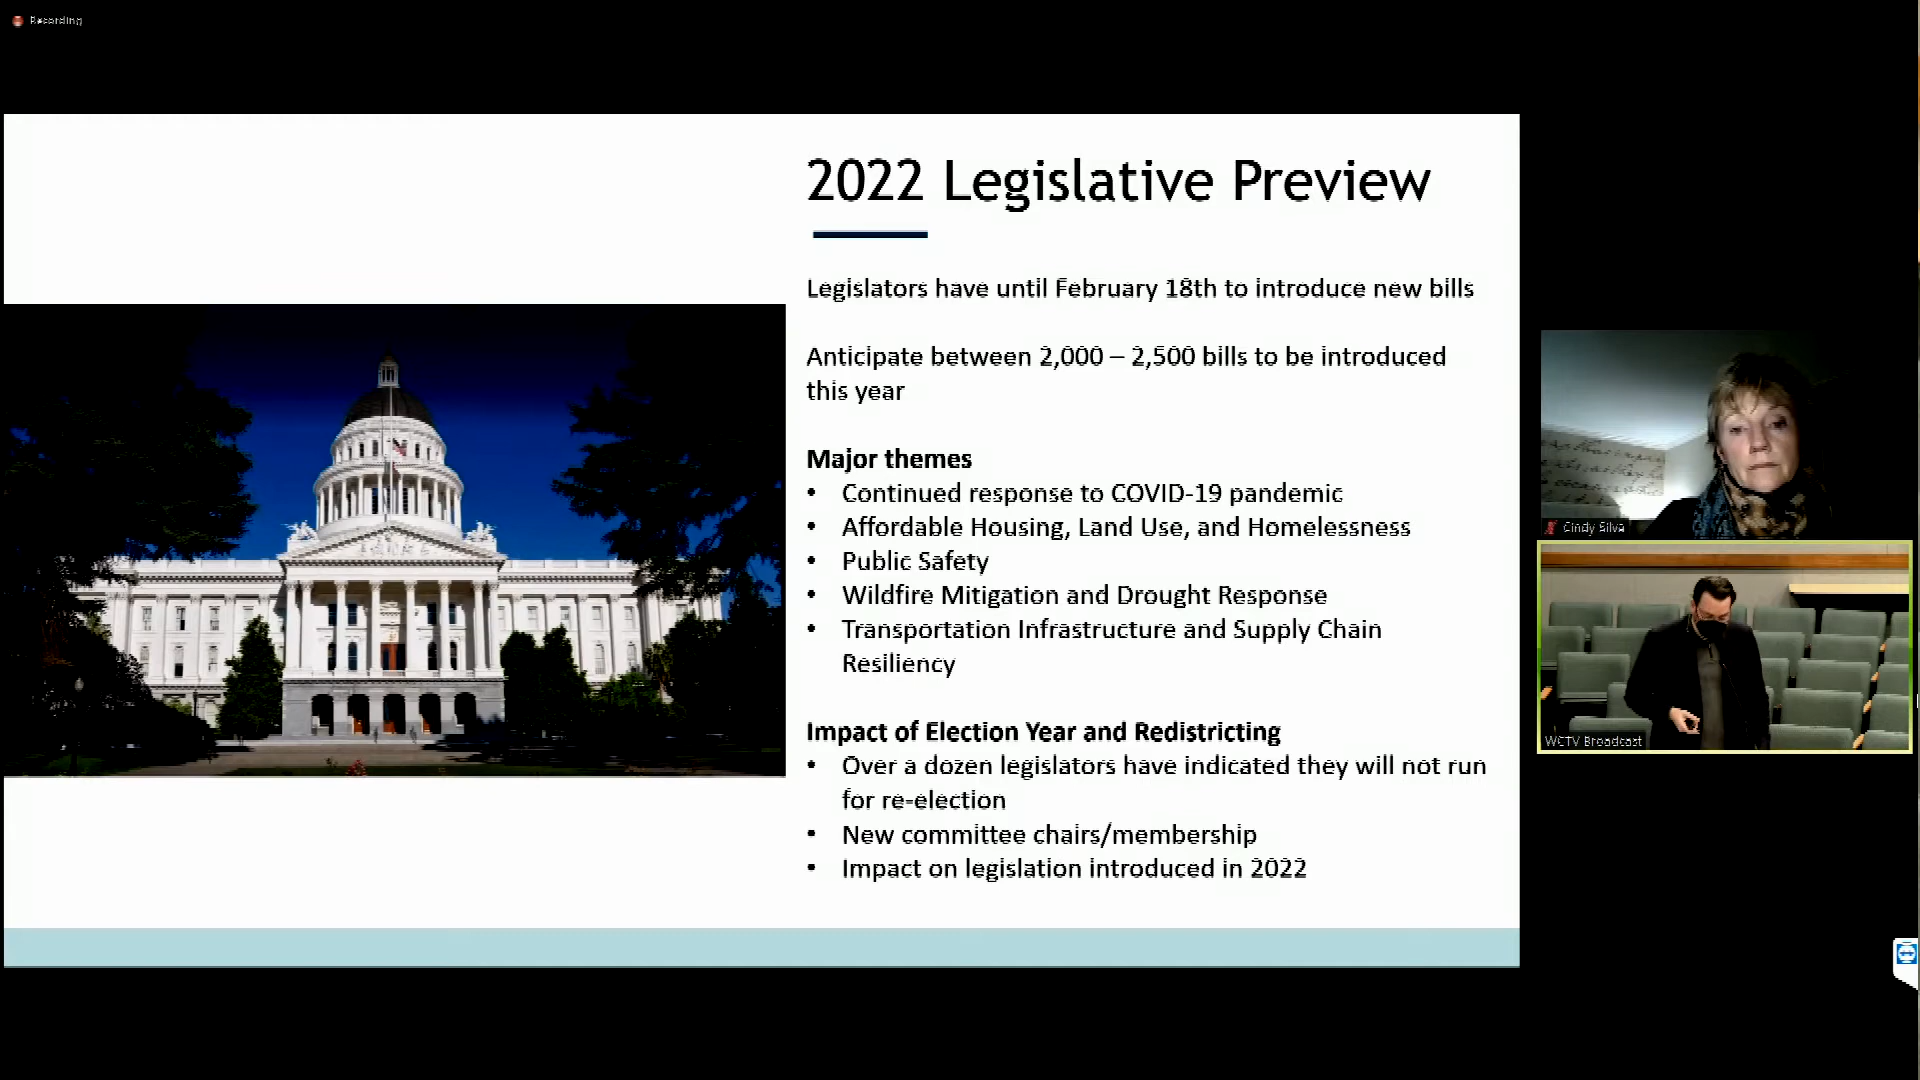 Recording
2022 Legislative Preview
Legislators have until February 18th to introduce new bills
Anticipate between 2,000 – 2,500 bills to be introduced
this year
Major themes
• Continued response to COVID-19 pandemic
• Affordable Housing, Land Use, and Homelessness
• Public Safety
• Wildfire Mitigation and Drought Response
• Transportation Infrastructure and Supply Chain
Resiliency
Impact of Election Year and Redistricting
• Over a dozen legislators have indicated they will not run
for re-election
• New committee chairs/membership
• Impact on legislation introduced in 2022
Cindy Silva
WCTV Broadcast